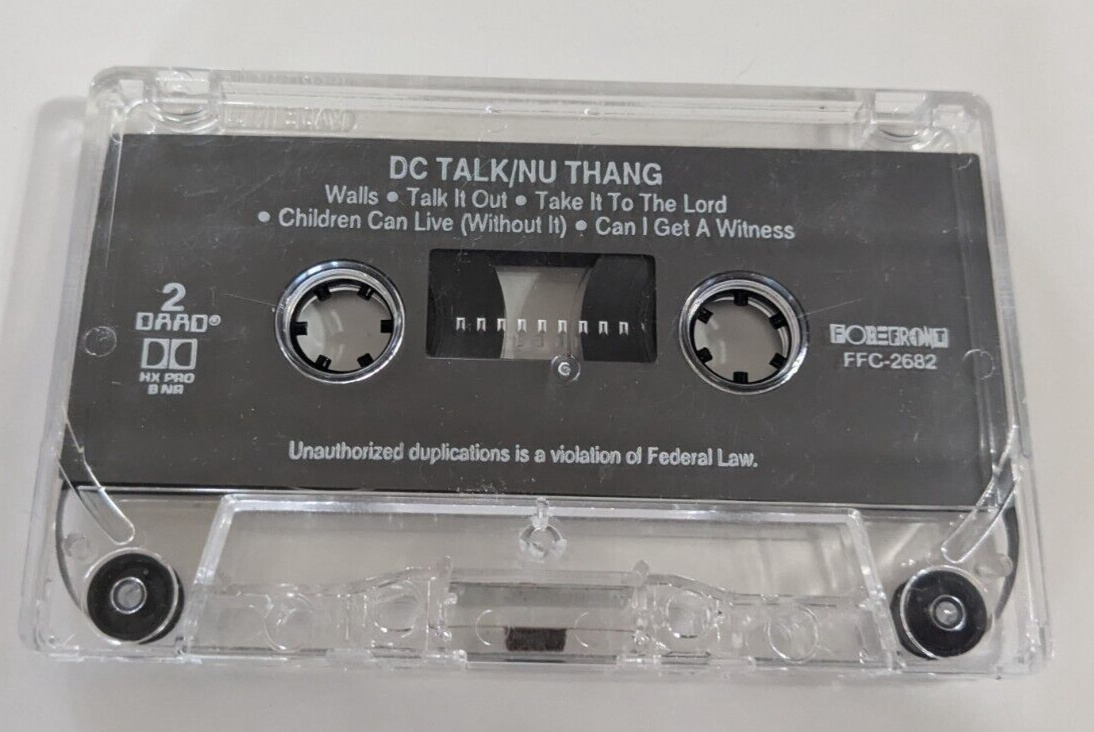 DC TALK/NU THANG
Walls • Talk It Out • Take It To The Lord
• Children Can Live (Without It) • Can I Get A Witness
2
DAAD®
HX PRO
B NR
FOREFRONT
FFC-2682
Unauthorized duplications is a violation of Federal Law.